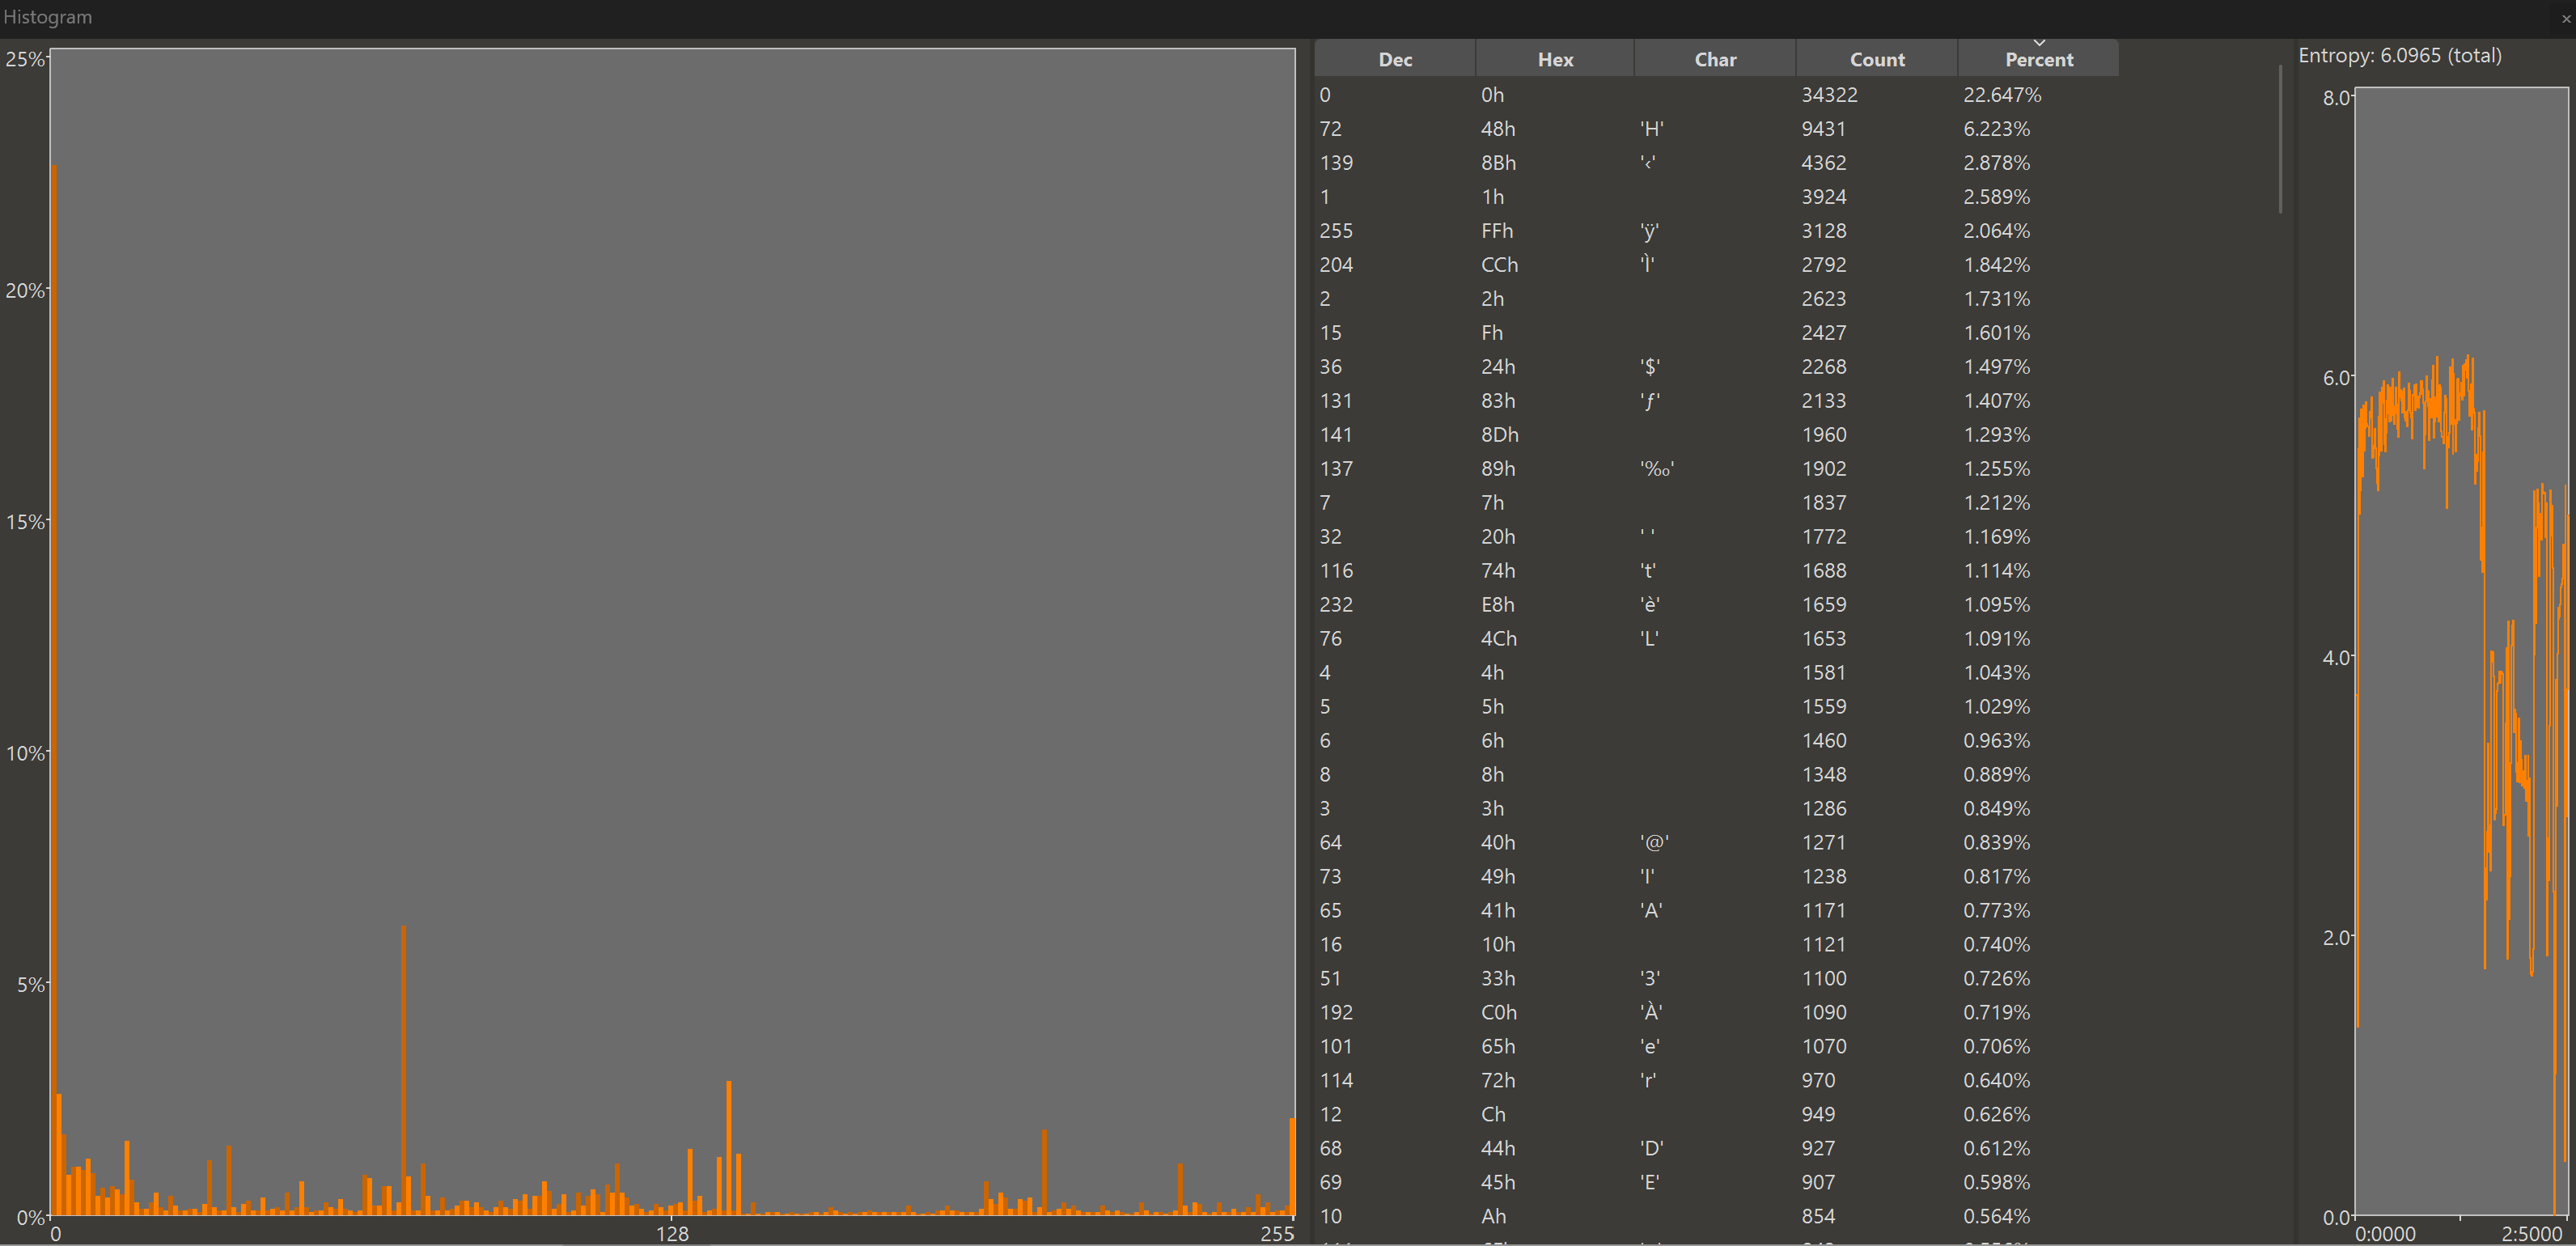 Histogram ×
25%
20%
15%
10%
5%
0%
0 128 255
Dec Hex Char Count Percent
0 0h 34322 22.647%
72 48h 'H' 9431 6.223%
139 8Bh '‹' 4362 2.878%
1 1h 3924 2.589%
255 FFh 'ÿ' 3128 2.064%
204 CCh 'Ì' 2792 1.842%
2 2h 2623 1.731%
15 Fh 2427 1.601%
36 24h '$' 2268 1.497%
131 83h 'ƒ' 2133 1.407%
141 8Dh 1960 1.293%
137 89h '‰' 1902 1.255%
7 7h 1837 1.212%
32 20h ' ' 1772 1.169%
116 74h 't' 1688 1.114%
232 E8h 'è' 1659 1.095%
76 4Ch 'L' 1653 1.091%
4 4h 1581 1.043%
5 5h 1559 1.029%
6 6h 1460 0.963%
8 8h 1348 0.889%
3 3h 1286 0.849%
64 40h '@' 1271 0.839%
73 49h 'I' 1238 0.817%
65 41h 'A' 1171 0.773%
16 10h 1121 0.740%
51 33h '3' 1100 0.726%
192 C0h 'À' 1090 0.719%
101 65h 'e' 1070 0.706%
114 72h 'r' 970 0.640%
12 Ch 949 0.626%
68 44h 'D' 927 0.612%
69 45h 'E' 907 0.598%
10 Ah 854 0.564%
Entropy: 6.0965 (total)
8.0
6.0
4.0
2.0
0.0
0:0000 2:5000